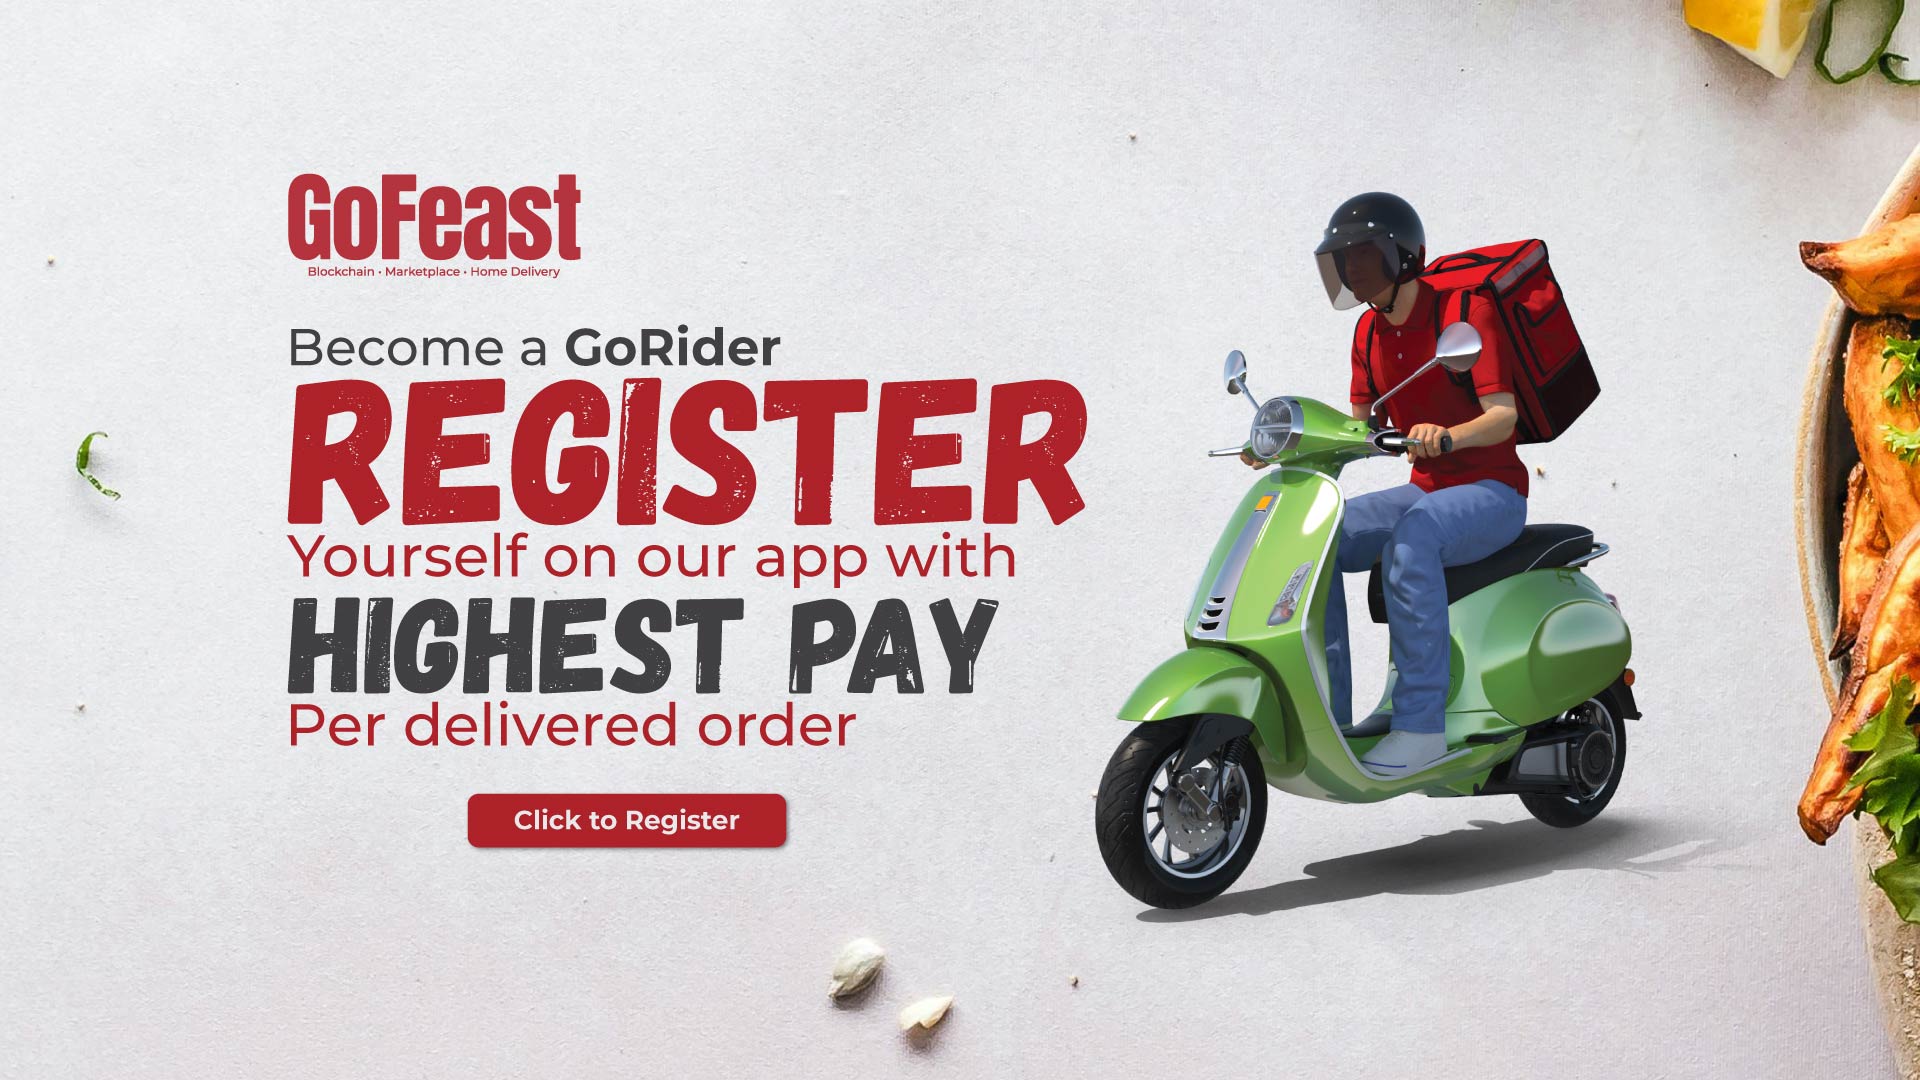 GoFeast
Blockchain • Marketplace • Home Delivery
Become a GoRider
REGISTER
Yourself on our app with
HIGHEST PAY
Per delivered order
Click to Register